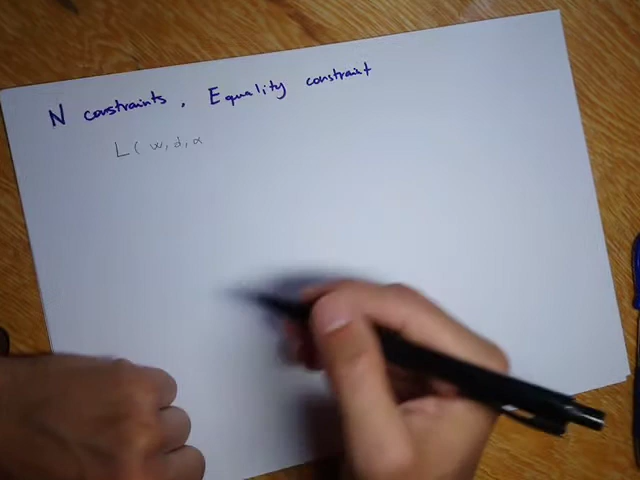 N constraints, Equality constraint
L( w, d, α